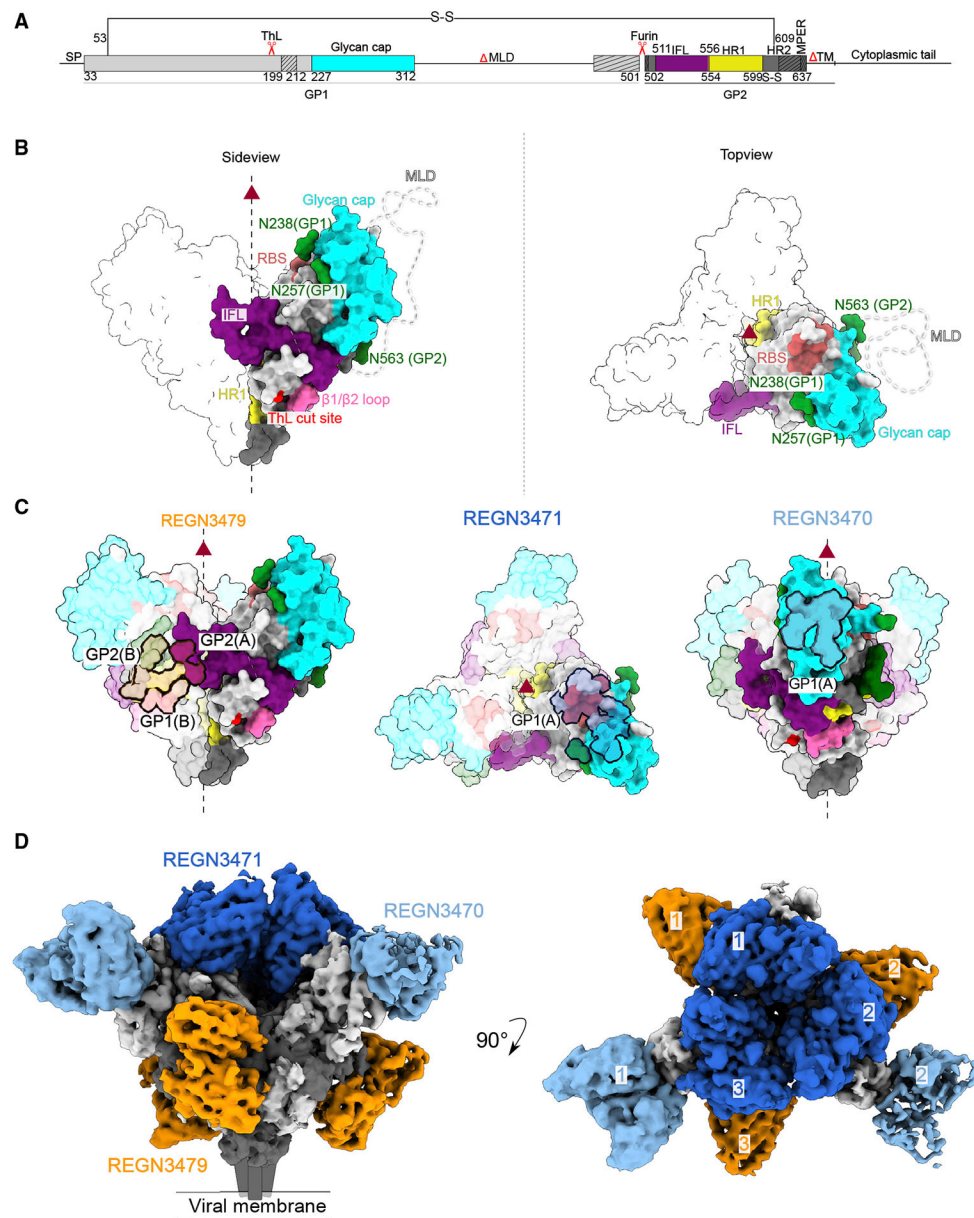 A
S-S
53
ThL
Furin
609
MPER
SP
Glycan cap
ΔMLD
511 IFL
556 HR1
HR2
ΔTM
Cytoplasmic tail
33
199
212
227
312
501
502
554
599 S-S
637
GP1
GP2
B
Sideview
Topview
MLD
Glycan cap
N238(GP1)
RBS
N257(GP1)
IFL
N563 (GP2)
HR1
β1/β2 loop
ThL cut site
HR1
N563 (GP2)
MLD
RBS
N238(GP1)
IFL
N257(GP1)
Glycan cap
C
REGN3479
REGN3471
REGN3470
GP2(A)
GP2(B)
GP1(B)
GP1(A)
GP1(A)
D
REGN3471
REGN3470
REGN3479
Viral membrane
90°
1
1
2
2
1
2
3
3